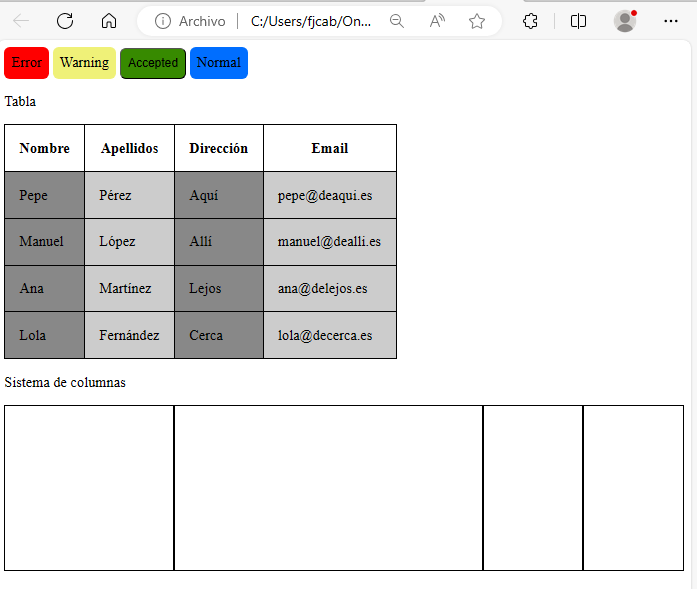 Archivo | C:/Users/fjcab/On...
Error Warning Accepted Normal
Tabla
Nombre Apellidos Dirección Email
Pepe Pérez Aquí pepe@deaqui.es
Manuel López Allí manuel@dealli.es
Ana Martínez Lejos ana@delejos.es
Lola Fernández Cerca lola@decerca.es
Sistema de columnas